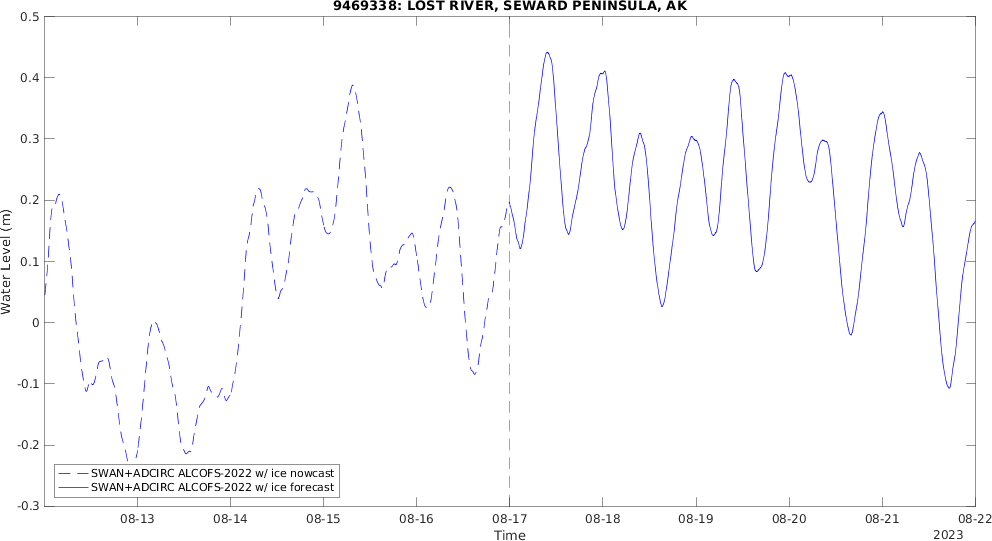 9469338: LOST RIVER, SEWARD PENINSULA, AK
0.5
0.4
0.3
0.2
0.1
0
-0.1
-0.2
-0.3
Water Level (m)
SWAN+ADCIRC ALCOFS-2022 w/ ice nowcast
SWAN+ADCIRC ALCOFS-2022 w/ ice forecast
08-13 08-14 08-15 08-16 08-17 08-18 08-19 08-20 08-21 08-22
Time
2023